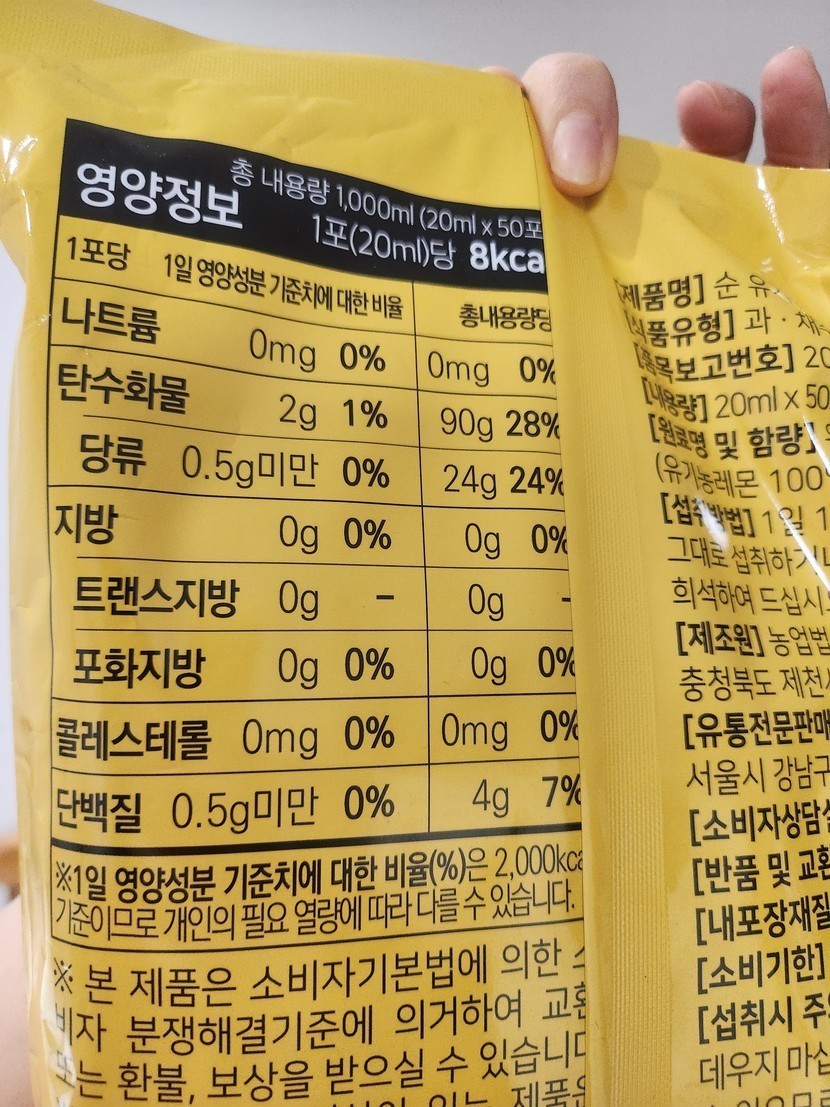 영양정보
총 내용량 1,000ml (20ml x 50포
1포(20ml)당 8kca
1포당 1일 영양성분 기준치에 대한 비율 총내용량당
나트륨 0mg 0% 0mg 0%
탄수화물 2g 1% 90g 28%
당류 0.5g미만 0% 24g 24%
지방 0g 0% 0g 0%
트랜스지방 0g - 0g -
포화지방 0g 0% 0g 0%
콜레스테롤 0mg 0% 0mg 0%
단백질 0.5g미만 0% 4g 7%
※1일 영양성분 기준치에 대한 비율(%)은 2,000kca
기준이므로 개인의 필요 열량에 따라 다를 수 있습니다.
※ 본 제품은 소비자기본법에 의한
비자 분쟁해결기준에 의거하여 교환
또는 환불, 보상을 받으실 수 있습니다
제품은
[제품명] 순 유
[식품유형] 과 · 채
[품목보고번호] 20
[내용량] 20ml x 50
[원료명 및 함량]
(유기농레몬 100
[섭취방법] 1일 1
그대로 섭취하거나
희석하여 드십시오
[제조원] 농업법
충청북도 제천시
[유통전문판매
서울시 강남구
[소비자상담실
[반품 및 교환
[내포장재질
[소비기한]
[섭취시 주
데우지 마십